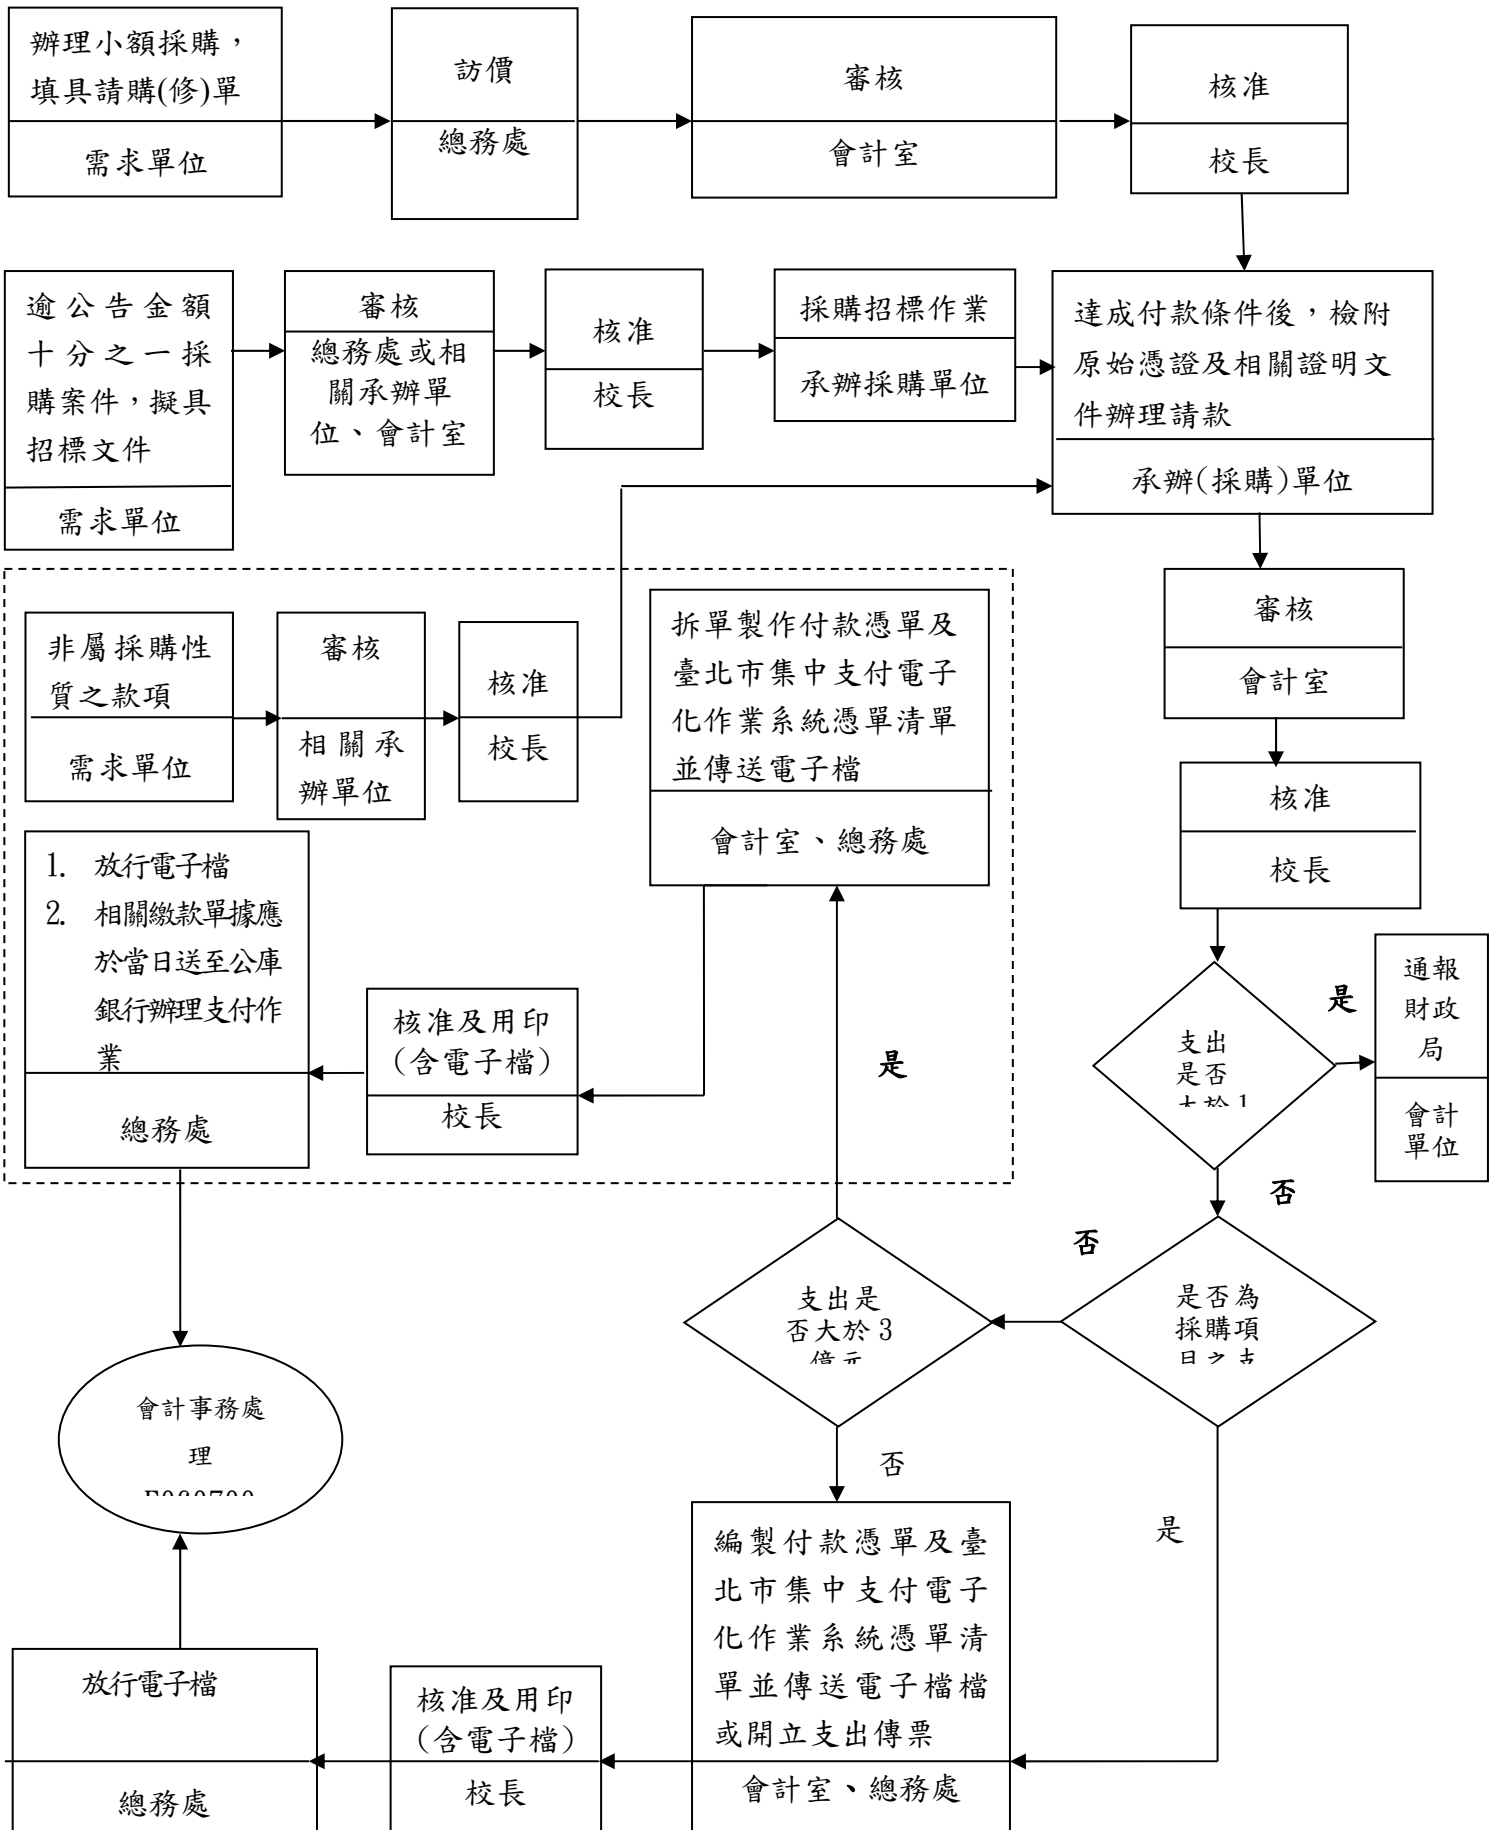 辦理小額採購，
填具請購(修)單
需求單位
訪價
總務處
審核
會計室
核准
校長
逾公告金額
十分之一採
購案件，擬具
招標文件
需求單位
審核
總務處或相
關承辦單
位、會計室
核准
校長
採購招標作業
承辦採購單位
達成付款條件後，檢附
原始憑證及相關證明文
件辦理請款
承辦(採購)單位
審核
會計室
核准
校長
非屬採購性
質之款項
需求單位
審核
相關承
辦單位
核准
校長
拆單製作付款憑單及
臺北市集中支付電子
化作業系統憑單清單
並傳送電子檔
會計室、總務處
1. 放行電子檔
2. 相關繳款單據應
於當日送至公庫
銀行辦理支付作
業
總務處
核准及用印
(含電子檔)
校長
是
支出
是否
大於1
是
通報
財政
局
會計
單位
否
否
支出是
否大於3
億元
是否為
採購項
目之支
會計事務處
理
否
是
編製付款憑單及臺
北市集中支付電子
化作業系統憑單清
單並傳送電子檔檔
或開立支出傳票
會計室、總務處
核准及用印
(含電子檔)
校長
放行電子檔
總務處